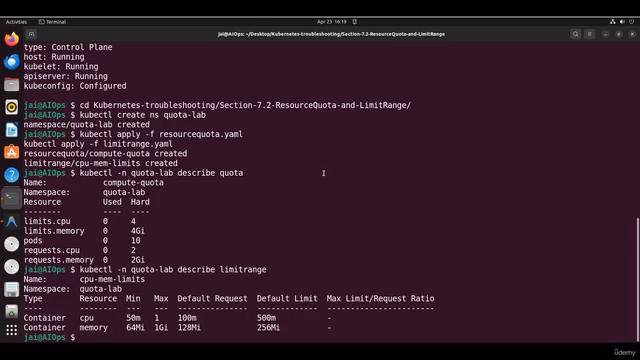 Activities
Terminal
Apr 23 16:19
jai@AIOps: ~/Desktop/Kubernetes-troubleshooting/Section-7.2-ResourceQuota-and-LimitRange
type: Control Plane
host: Running
kubelet: Running
apiserver: Running
kubeconfig: Configured
jai@AIOps $ cd Kubernetes-troubleshooting/Section-7.2-ResourceQuota-and-LimitRange/
jai@AIOps $ kubectl create ns quota-lab
namespace/quota-lab created
jai@AIOps $ kubectl apply -f resourcequota.yaml
kubectl apply -f limitrange.yaml
resourcequota/compute-quota created
limitrange/cpu-mem-limits created
jai@AIOps $ kubectl -n quota-lab describe quota
Name: compute-quota
Namespace: quota-lab
Resource Used Hard
-------- ---- ----
limits.cpu 0 4
limits.memory 0 4Gi
pods 0 10
requests.cpu 0 2
requests.memory 0 2Gi
jai@AIOps $ kubectl -n quota-lab describe limitrange
Name: cpu-mem-limits
Namespace: quota-lab
Type Resource Min Max Default Request Default Limit Max Limit/Request Ratio
---- -------- --- --- --------------- ------------- -----------------------
Container cpu 50m 1 100m 500m -
Container memory 64Mi 1Gi 128Mi 256Mi -
jai@AIOps $
udemy